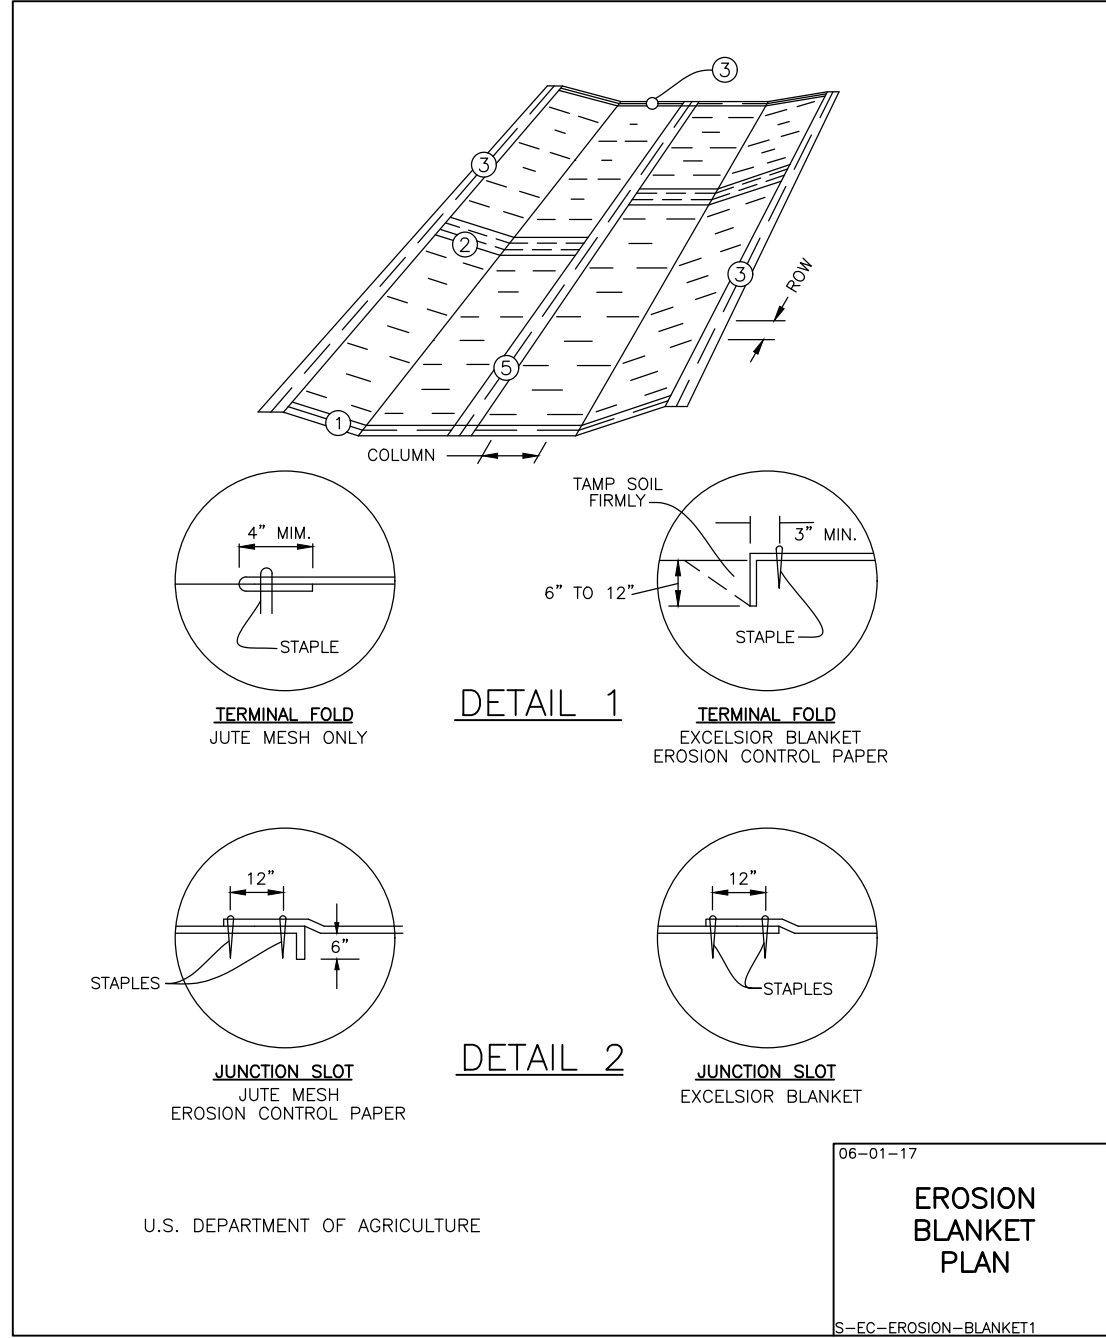 3
3
2
3
ROW
5
1
COLUMN
4” MIM.
STAPLE
TERMINAL FOLD
JUTE MESH ONLY
TAMP SOIL
FIRMLY
3” MIN.
6” TO 12”
STAPLE
TERMINAL FOLD
EXCELSIOR BLANKET
EROSION CONTROL PAPER
DETAIL 1
12”
6”
STAPLES
JUNCTION SLOT
JUTE MESH
EROSION CONTROL PAPER
12”
STAPLES
JUNCTION SLOT
EXCELSIOR BLANKET
DETAIL 2
U.S. DEPARTMENT OF AGRICULTURE
06-01-17
EROSION
BLANKET
PLAN
S-EC-EROSION-BLANKET1